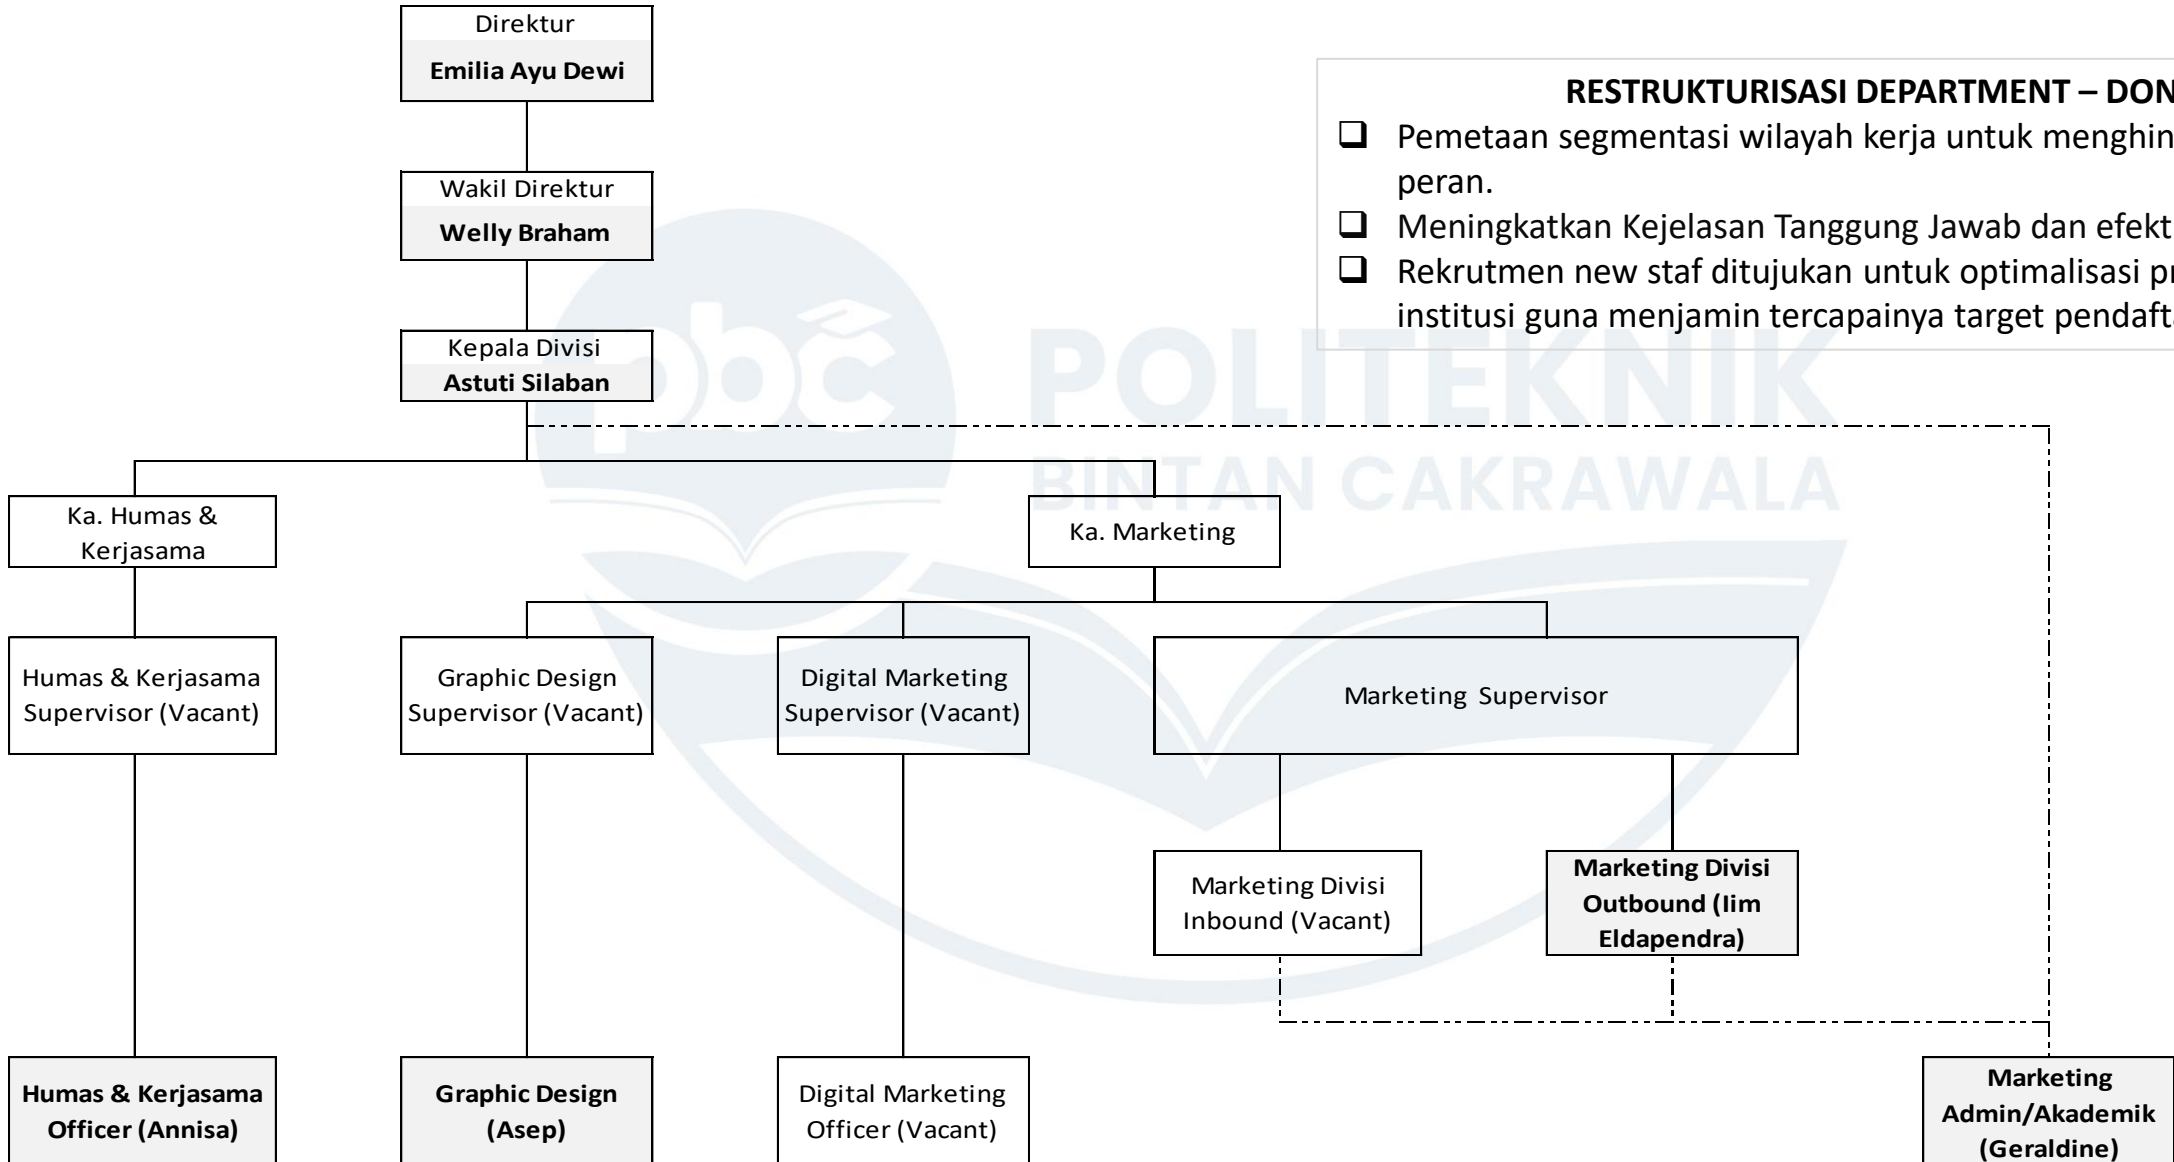 Direktur
Emilia Ayu Dewi
RESTRUKTURISASI DEPARTMENT – DON
Pemetaan segmentasi wilayah kerja untuk menghin
peran.
Meningkatkan Kejelasan Tanggung Jawab dan efekt
Rekrutmen new staf ditujukan untuk optimalisasi pr
institusi guna menjamin tercapainya target pendaft
Wakil Direktur
Welly Braham
Kepala Divisi
Astuti Silaban
pbc
POLITEKNIK
BINTAN CAKRAWALA
Ka. Humas &
Kerjasama
Ka. Marketing
Humas & Kerjasama
Supervisor (Vacant)
Graphic Design
Supervisor (Vacant)
Digital Marketing
Supervisor (Vacant)
Marketing Supervisor
Marketing Divisi
Inbound (Vacant)
Marketing Divisi
Outbound (Iim
Eldapendra)
Humas & Kerjasama
Officer (Annisa)
Graphic Design
(Asep)
Digital Marketing
Officer (Vacant)
Marketing
Admin/Akademik
(Geraldine)